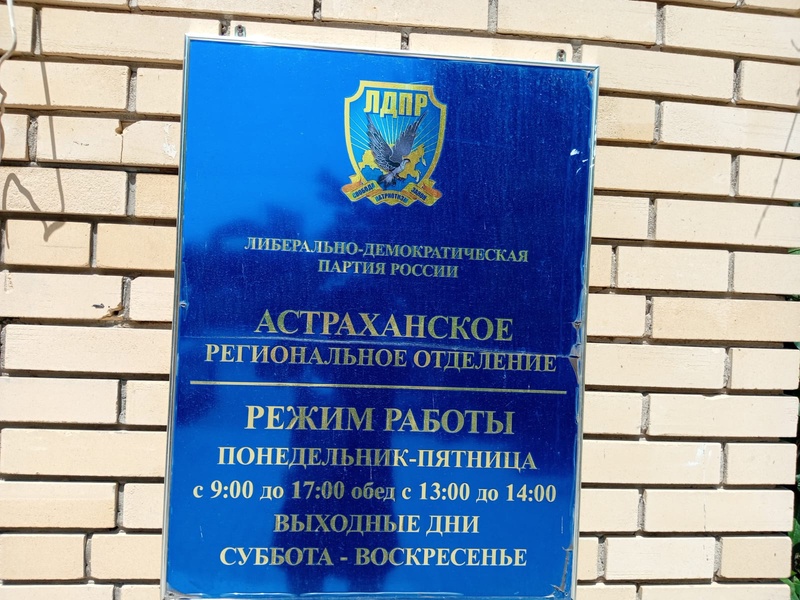 ЛДПР
СВОБОДА ПАТРИОТИЗМ ЗАКОН
ЛИБЕРАЛЬНО-ДЕМОКРАТИЧЕСКАЯ
ПАРТИЯ РОССИИ
АСТРАХАНСКОЕ
РЕГИОНАЛЬНОЕ ОТДЕЛЕНИЕ
РЕЖИМ РАБОТЫ
ПОНЕДЕЛЬНИК-ПЯТНИЦА
с 9:00 до 17:00 обед с 13:00 до 14:00
ВЫХОДНЫЕ ДНИ
СУББОТА - ВОСКРЕСЕНЬЕ